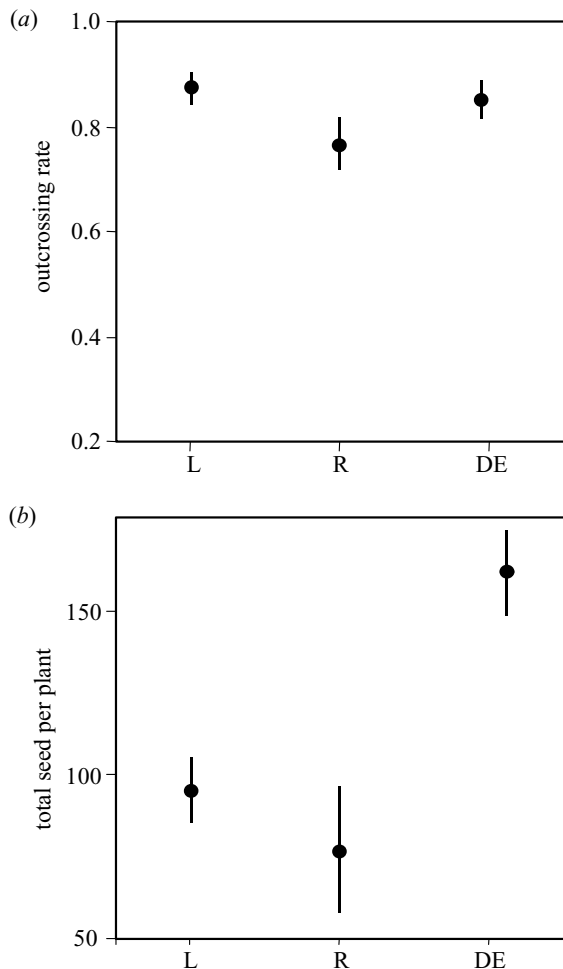 (a)
1.0
0.8
0.6
0.4
0.2
outcrossing rate
L R DE
(b)
150
100
50
total seed per plant
L R DE